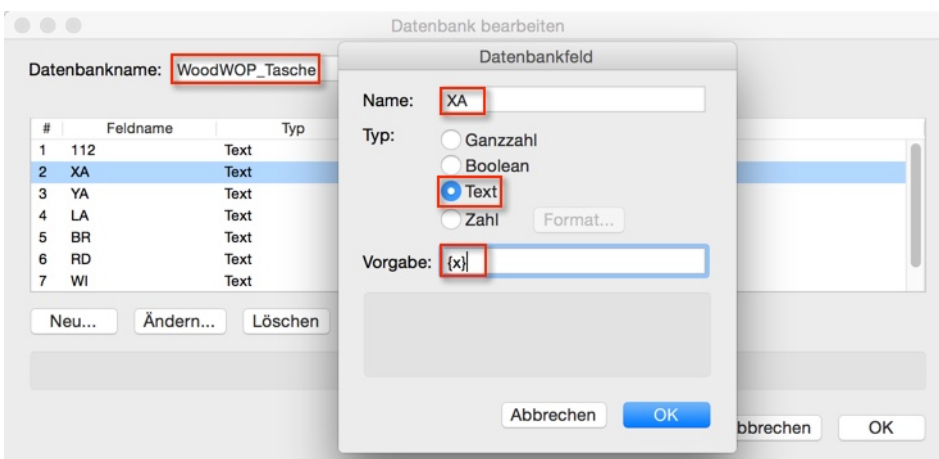 Datenbank bearbeiten
Datenbankname: WoodWOP_Tasche
# Feldname Typ
1 112 Text
2 XA Text
3 YA Text
4 LA Text
5 BR Text
6 RD Text
7 WI Text
Neu... Ändern... Löschen
Datenbankfeld
Name: XA
Typ: Ganzzahl
Boolean
Text
Zahl Format...
Vorgabe: {x}
Abbrechen OK
bbrechen OK